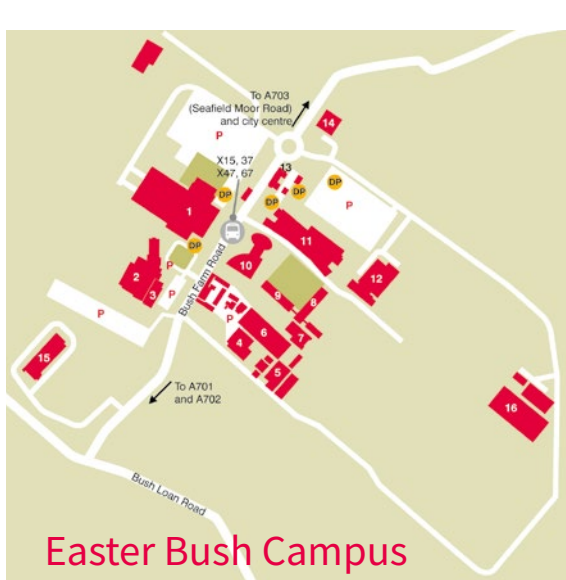 To A703
(Seafield Moor Road)
and city centre
P
14
X15, 37
X47, 67
13
DP
DP
DP
DP
P
1
11
DP
P
10
12
2
3
P
Bush Farm Road
9
8
P
P
6
7
4
15
5
To A701
and A702
16
Bush Loan Road
Easter Bush Campus